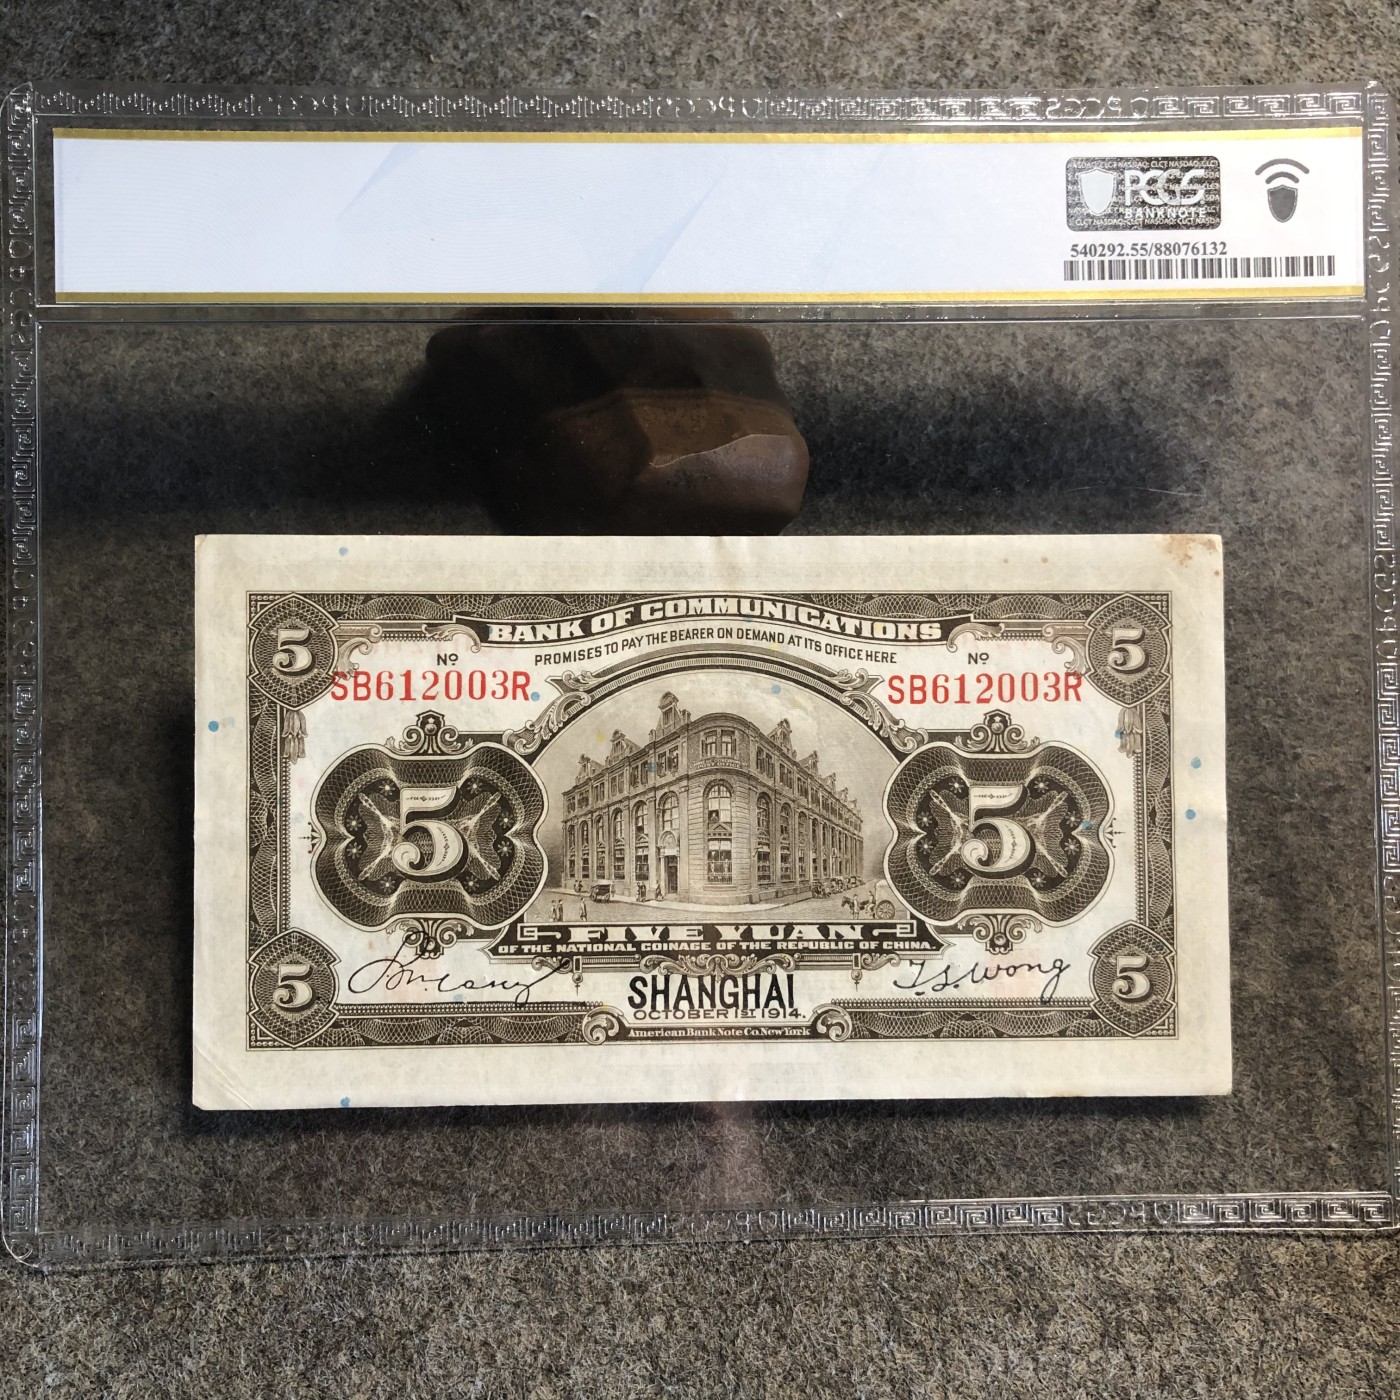 PCGS
BANKNOTE
540292.55/88076132
BANK OF COMMUNICATIONS
PROMISES TO PAY THE BEARER ON DEMAND AT ITS OFFICE HERE
Nº Nº
SB612003R SB612003R
5 5
5 5
FIVE YUAN
OF THE NATIONAL COINAGE OF THE REPUBLIC OF CHINA
5 5
T.S. Wong
SHANGHAI
OCTOBER 1ST 1914.
American Bank Note Co. New York